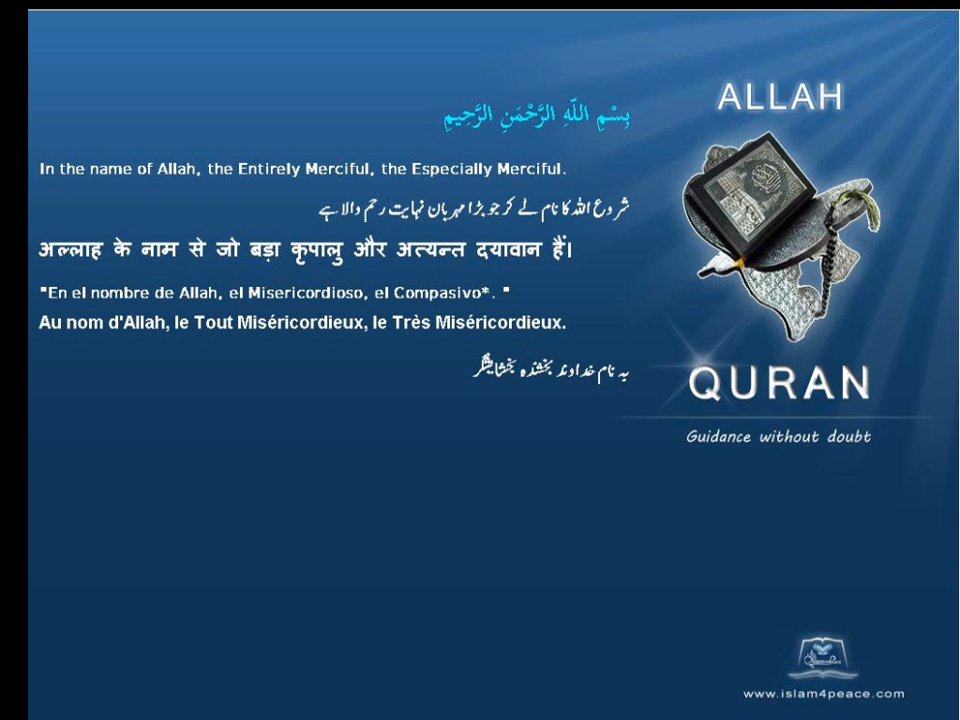 بِسْمِ اللّهِ الرَّحْمَنِ الرَّحِيمِ
In the name of Allah, the Entirely Merciful, the Especially Merciful.
شروع اللہ کا نام لے کر جو بڑا مہربان نہایت رحم والا ہے
अल्लाह के नाम से जो बड़ा कृपालु और अत्यन्त दयावान हैं।
"En el nombre de Allah, el Misericordioso, el Compasivo*. "
Au nom d'Allah, le Tout Miséricordieux, le Très Miséricordieux.
به نام خداوند بخشنده بخشایشگر
ALLAH
QURAN
Guidance without doubt
www.islam4peace.com